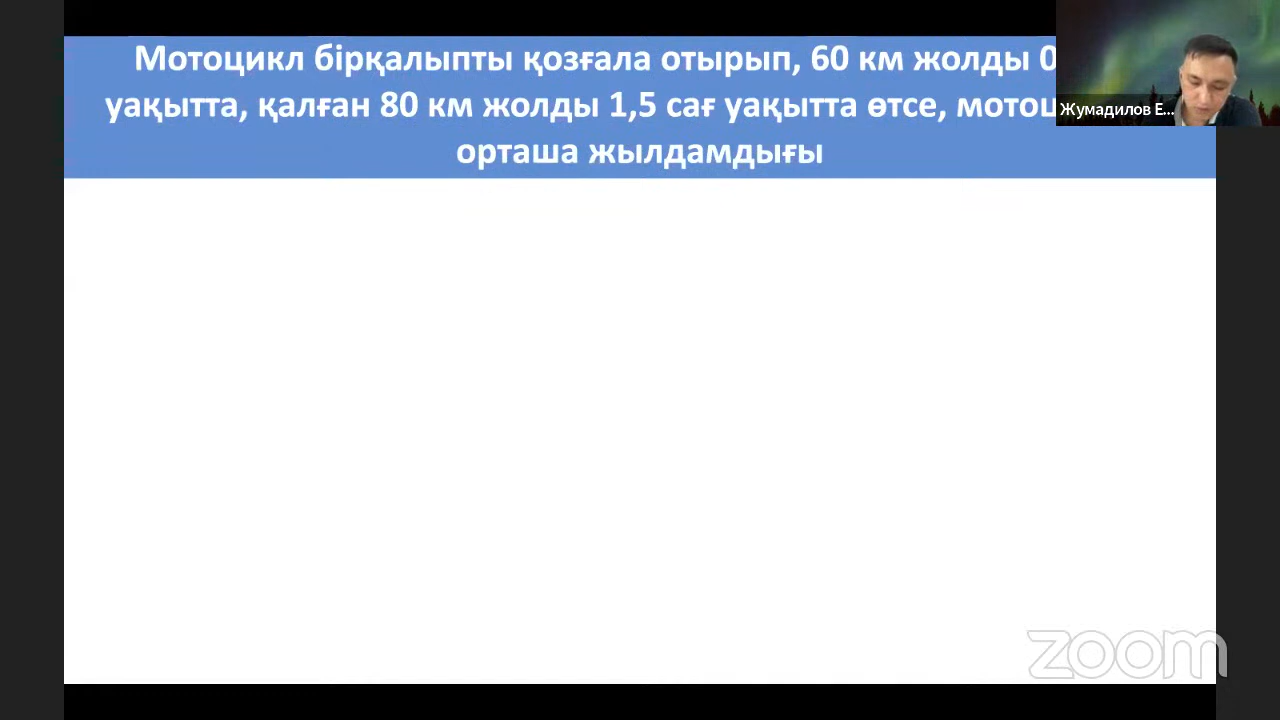 Мотоцикл бірқалыпты қозғала отырып, 60 км жолды 0
уақытта, қалған 80 км жолды 1,5 сағ уақытта өтсе, мотоц
орташа жылдамдығы
Жумадилов Е...
zoom